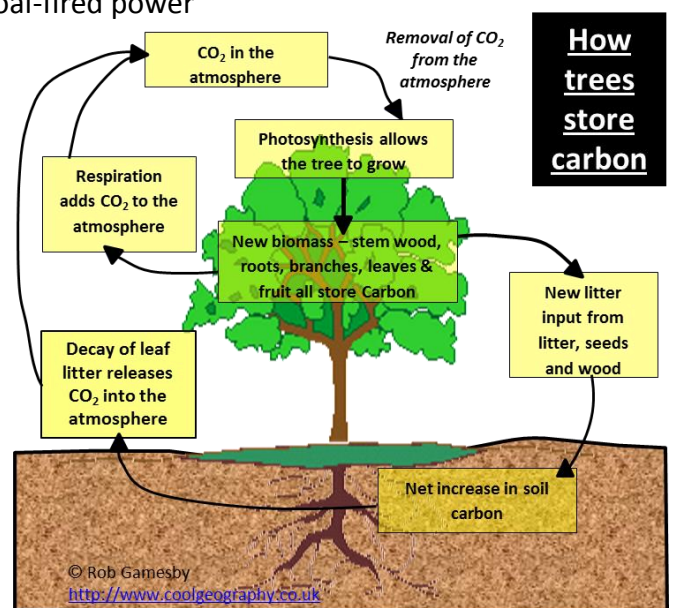 oal-fired power
CO₂ in the
atmosphere
Removal of CO₂
from the
atmosphere
How
trees
store
carbon
Photosynthesis allows
the tree to grow
Respiration
adds CO₂ to the
atmosphere
New biomass – stem wood,
roots, branches, leaves &
fruit all store Carbon
New litter
input from
litter, seeds
and wood
Decay of leaf
litter releases
CO₂ into the
atmosphere
Net increase in soil
carbon
© Rob Gamesby
http://www.coolgeography.co.uk